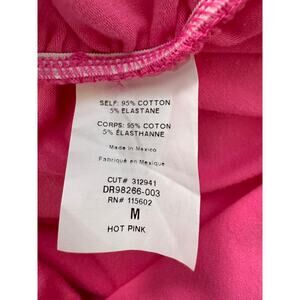 SELF: 95% COTTON
5% ELASTANE
CORPS: 95% COTON
5% ÉLASTHANNE
Made in Mexico
Fabriqué en Mexique
CUT# 312941
DR98266-003
RN# 115602
M
HOT PINK